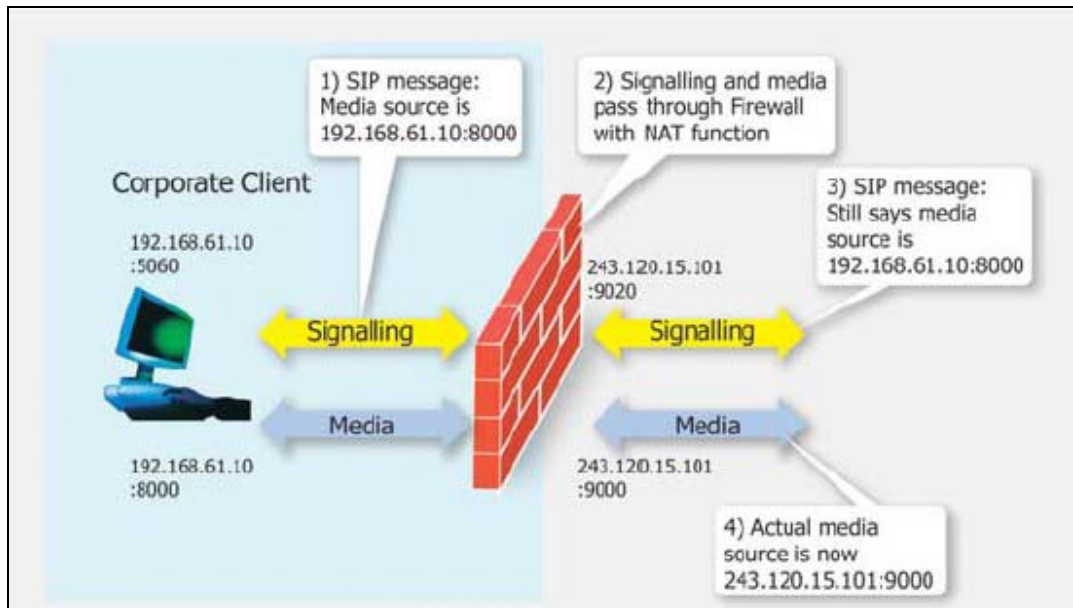 1) SIP message:
Media source is
192.168.61.10:8000
2) Signalling and media
pass through Firewall
with NAT function
Corporate Client
3) SIP message:
Still says media
source is
192.168.61.10:8000
192.168.61.10
:5060
243.120.15.101
:9020
Signalling
Signalling
Media
Media
192.168.61.10
:8000
243.120.15.101
:9000
4) Actual media
source is now
243.120.15.101:9000